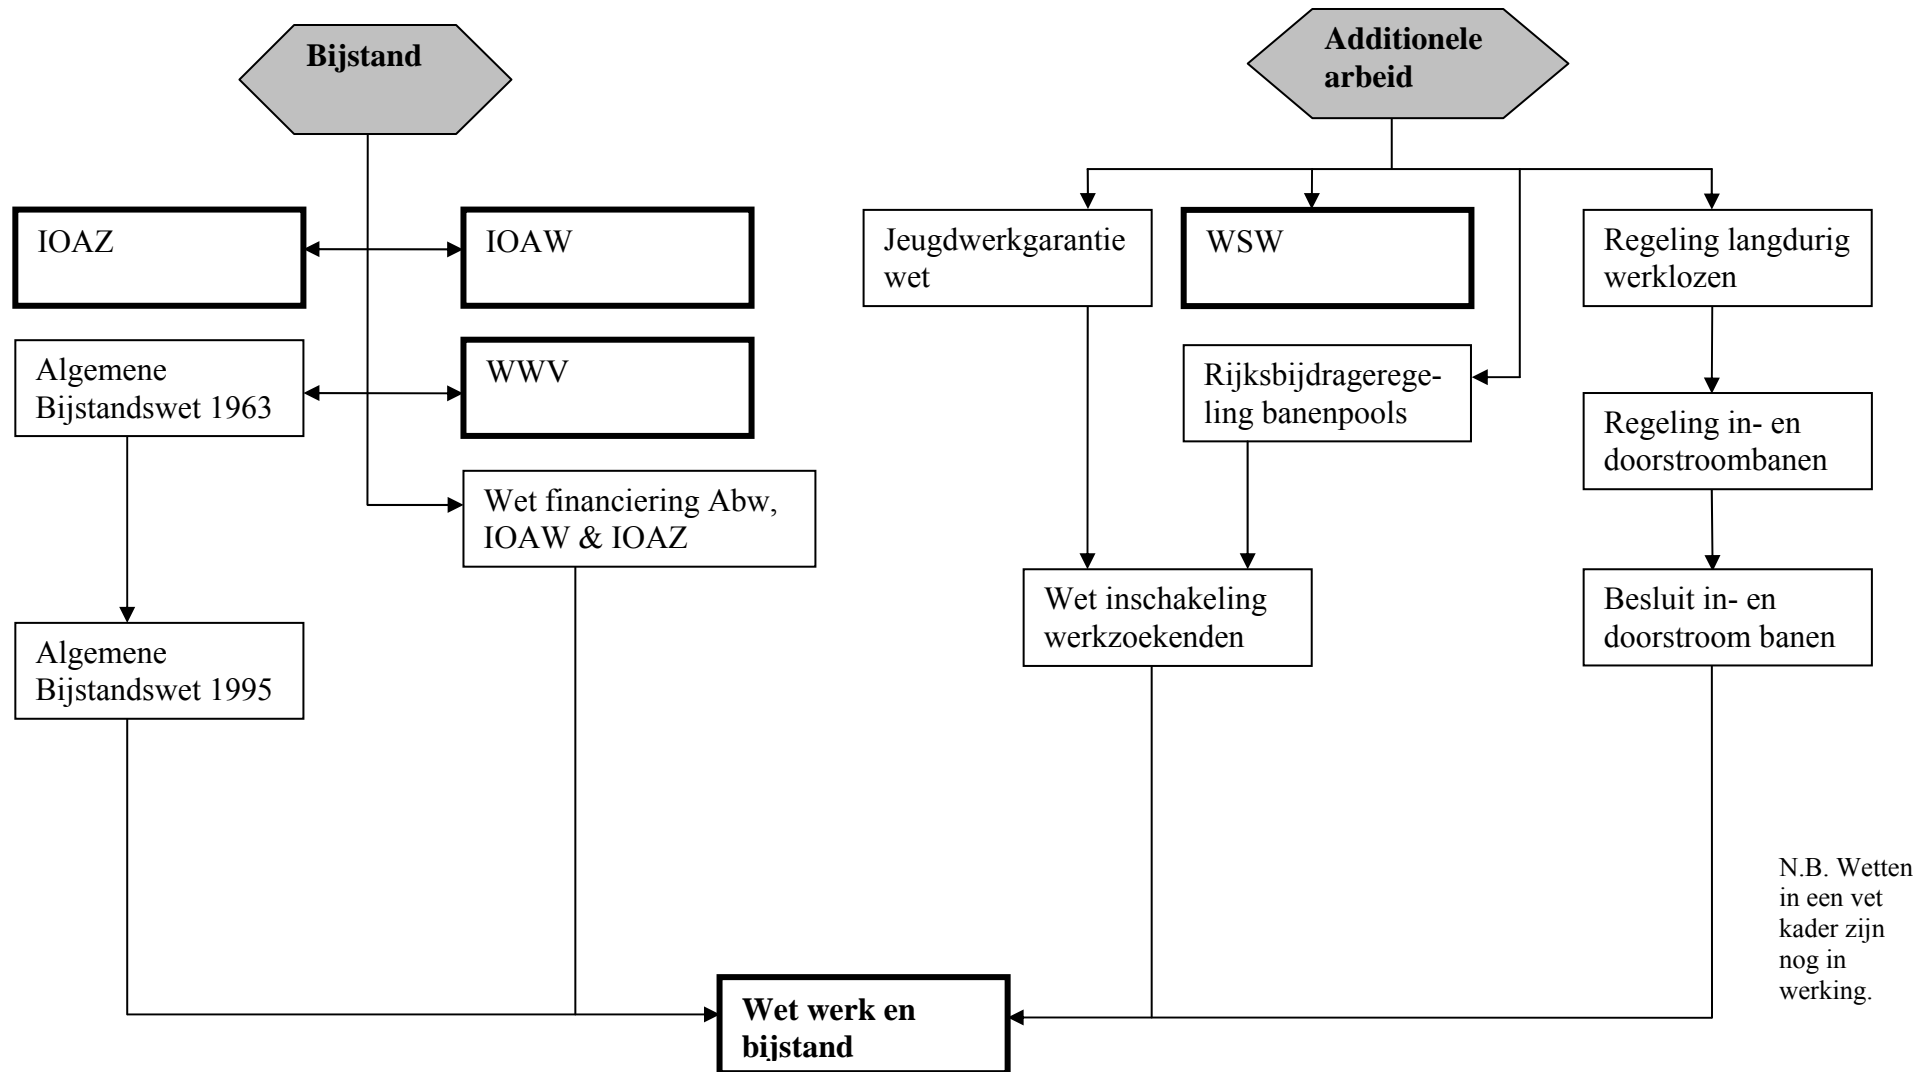 Bijstand
Additionele
arbeid
IOAZ
IOAW
Jeugdwerkgarantie
wet
WSW
Regeling langdurig
werklozen
Algemene
Bijstandswet 1963
WWV
Rijksbijdragerege-
ling banenpools
Regeling in- en
doorstroombanen
Wet financiering Abw,
IOAW & IOAZ
Wet inschakeling
werkzoekenden
Besluit in- en
doorstroom banen
Algemene
Bijstandswet 1995
N.B. Wetten
in een vet
kader zijn
nog in
werking.
Wet werk en
bijstand